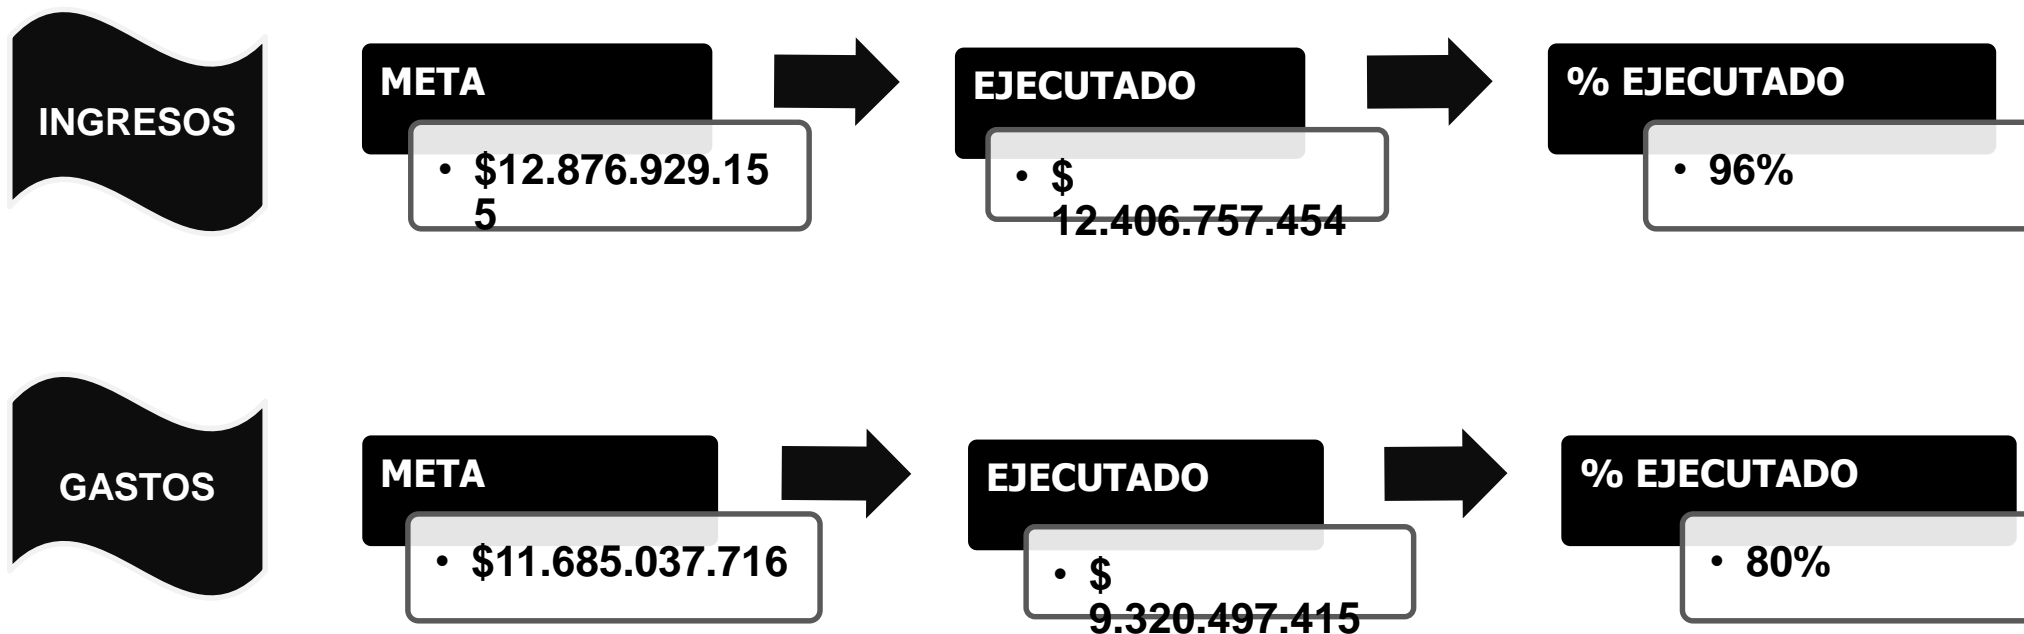 INGRESOS
META
• $12.876.929.15
5
EJECUTADO
• $
12.406.757.454
% EJECUTADO
• 96%
GASTOS
META
• $11.685.037.716
EJECUTADO
• $
9.320.497.415
% EJECUTADO
• 80%